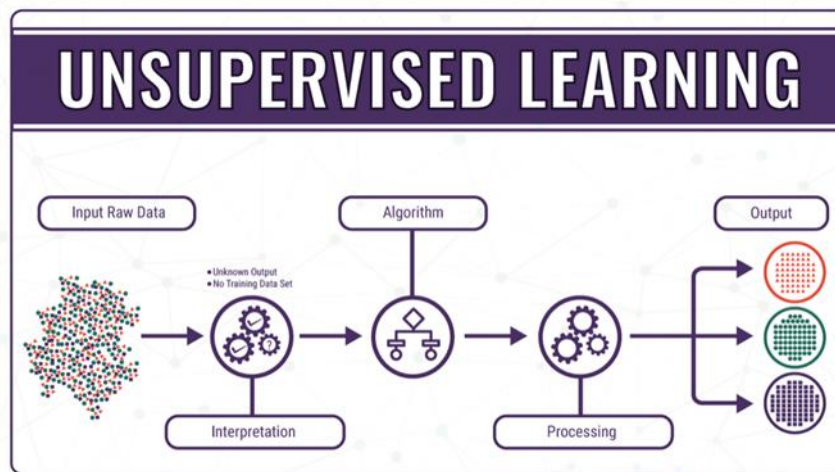 UNSUPERVISED LEARNING
Input Raw Data
Algorithm
Output
• Unknown Output
• No Training Data Set
?
Interpretation
Processing